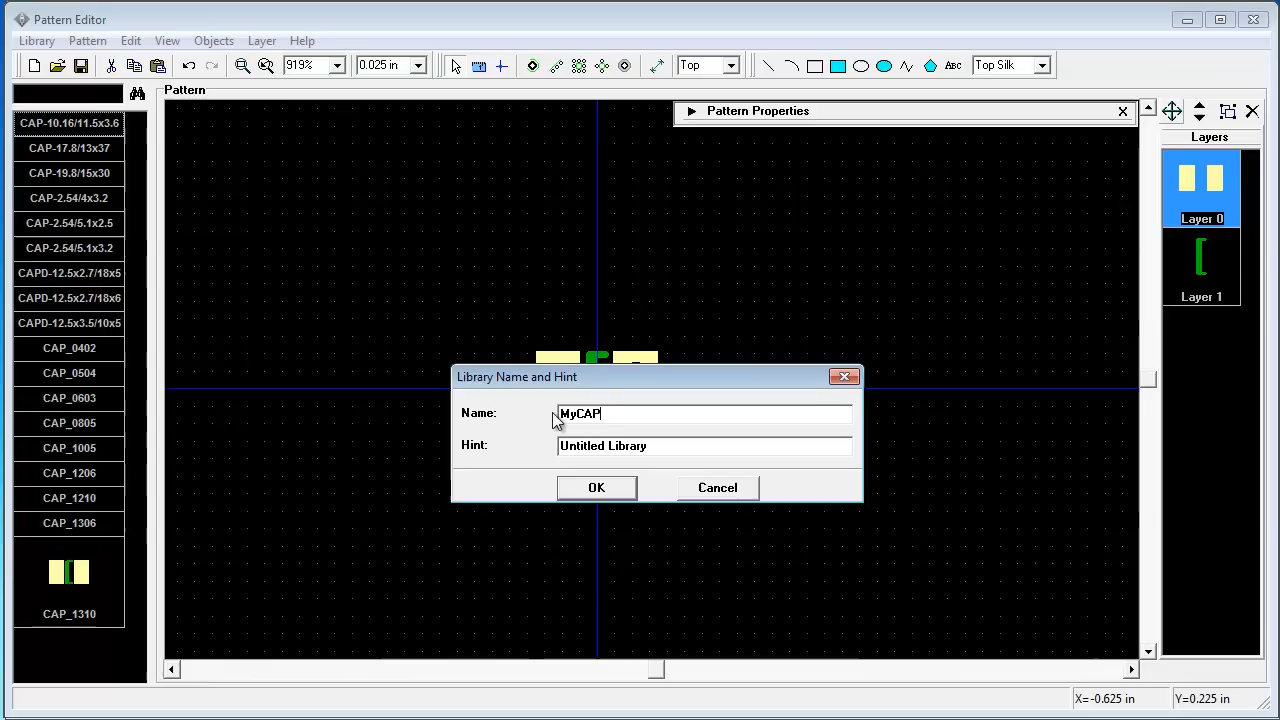 Pattern Editor
Library Pattern Edit View Objects Layer Help
919% 0.025 in Top ABC Top Silk
Pattern
Pattern Properties
CAP-10.16/11.5x3.6
CAP-17.8/13x37
CAP-19.8/15x30
CAP-2.54/4x3.2
CAP-2.54/5.1x2.5
CAP-2.54/5.1x3.2
CAPD-12.5x2.7/18x5
CAPD-12.5x2.7/18x6
CAPD-12.5x3.5/10x5
CAP_0402
CAP_0504
CAP_0603
CAP_0805
CAP_1005
CAP_1206
CAP_1210
CAP_1306
CAP_1310
Library Name and Hint
Name: MyCAP
Hint: Untitled Library
OK Cancel
Layers
Layer 0
Layer 1
X=-0.625 in Y=0.225 in